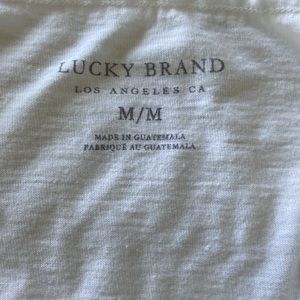 LUCKY BRAND
LOS ANGELES CA
M/M
MADE IN GUATEMALA
FABRIQUÉ AU GUATEMALA